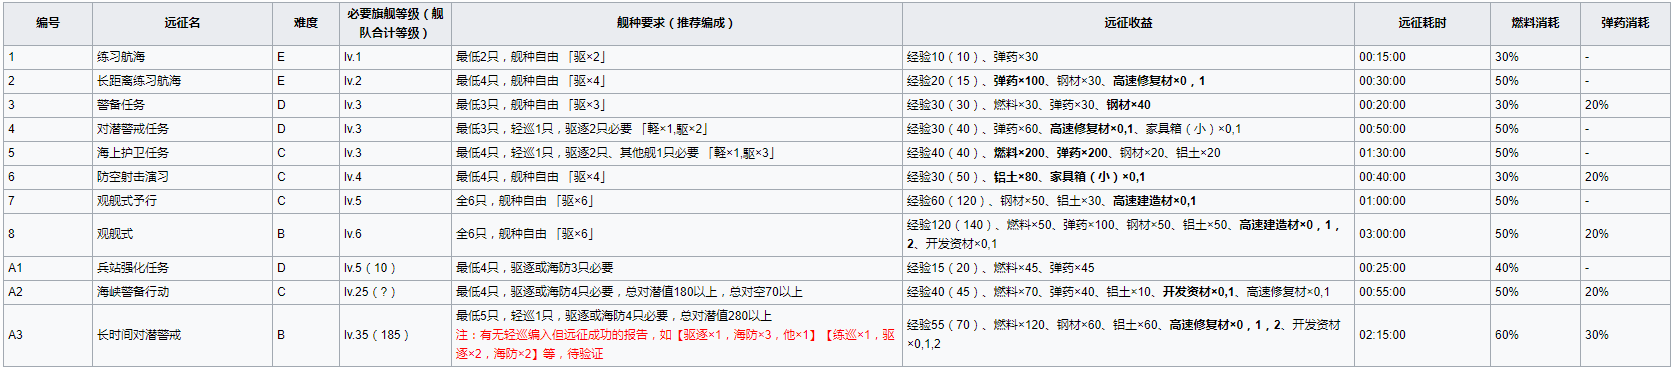 编号 远征名 难度 必要旗舰等级（舰队合计等级） 舰种要求（推荐编成） 远征收益 远征耗时 燃料消耗 弹药消耗
1 练习航海 E lv.1 最低2只，舰种自由 「驱×2」 经验10（10）、弹药×30 00:15:00 30% -
2 长距离练习航海 E lv.2 最低4只，舰种自由 「驱×4」 经验20（15）、弹药×100、钢材×30、高速修复材×0，1 00:30:00 50% -
3 警备任务 D lv.3 最低3只，舰种自由 「驱×3」 经验30（30）、燃料×30、弹药×30、钢材×40 00:20:00 30% 20%
4 对潜警戒任务 D lv.3 最低3只，轻巡1只，驱逐2只必要 「軽×1,駆×2」 经验30（40）、弹药×60、高速修复材×0,1、家具箱（小）×0,1 00:50:00 50% -
5 海上护卫任务 C lv.3 最低4只，轻巡1只，驱逐2只、其他舰1只必要 「軽×1,駆×3」 经验40（40）、燃料×200、弹药×200、钢材×20、铝土×20 01:30:00 50% -
6 防空射击演习 C lv.4 最低4只，舰种自由 「驱×4」 经验30（50）、铝土×80、家具箱（小）×0,1 00:40:00 30% 20%
7 观舰式予行 C lv.5 全6只，舰种自由 「驱×6」 经验60（120）、钢材×50、铝土×30、高速建造材×0,1 01:00:00 50% -
8 观舰式 B lv.6 全6只，舰种自由 「驱×6」 经验120（140）、燃料×50、弹药×100、钢材×50、铝土×50、高速建造材×0，1，
2、开发资材×0,1 03:00:00 50% 20%
A1 兵站强化任务 D lv.5（10） 最低4只，驱逐或海防3只必要 经验15（20）、燃料×45、弹药×45 00:25:00 40% -
A2 海峡警备行动 C lv.25（?） 最低4只，驱逐或海防4只必要，总对潜值180以上，总对空70以上 经验40（45）、燃料×70、弹药×40、铝土×10、开发资材×0,1、高速修复材×0,1 00:55:00 50% 20%
A3 长时间对潜警戒 B lv.35（185） 最低5只，轻巡1只，驱逐或海防4只必要，总对潜值280以上
注：有无轻巡编入但远征成功的报告，如【驱逐×1，海防×3，他×1】【练巡×1，驱
逐×2，海防×2】等，待验证
经验55（70）、燃料×120、钢材×60、铝土×60、高速修复材×0，1，2、开发资材
×0,1,2 02:15:00 60% 30%